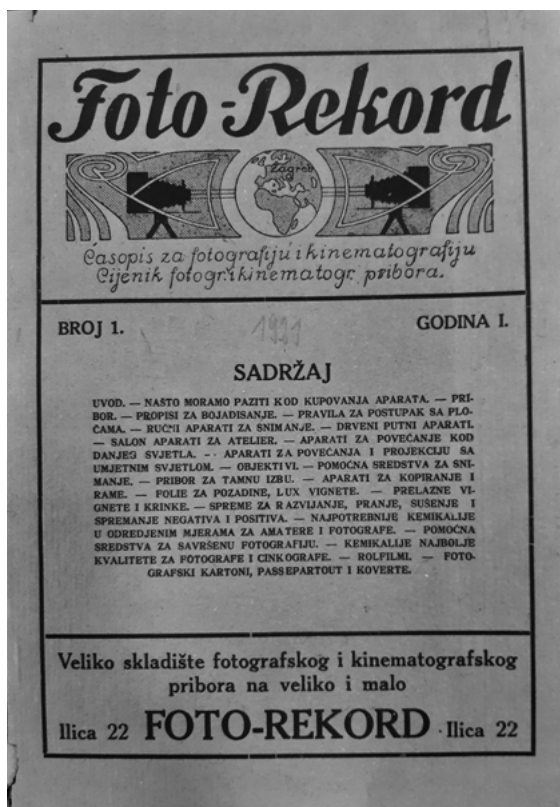 Foto-Rekord
Zagreb
Časopis za fotografiju i kinematografiju
Cijenik fotogr. i kinematogr. pribora.
BROJ 1.
1921
GODINA I.
SADRŽAJ
UVOD. — NAŠTO MORAMO PAZITI KOD KUPOVANJA APARATA. — PRI-
BOR. — PROPISI ZA BOJADISANJE. — PRAVILA ZA POSTUPAK SA PLO-
ČAMA. — RUČNI APARATI ZA SNIMANJE. — DRVENI PUTNI APARATI.
— SALON APARATI ZA ATELIER. — APARATI ZA POVEĆANJE KOD
DANJEG SVJETLA. — APARATI ZA POVEĆANJA I PROJEKCIJU SA
UMJETNIM SVJETLOM. — OBJEKTIVI. — POMOĆNA SREDSTVA ZA SNI-
MANJE. — PRIBOR ZA TAMNU IZBU. — APARATI ZA KOPIRANJE I
RAME. — FOLIE ZA POZADINE, LUX VIGNETE. — PRELAZNE VI-
GNETE I KRINKE. — SPREME ZA RAZVIJANJE, PRANJE, SUŠENJE I
SPREMANJE NEGATIVA I POSITIVA. — NAJPOTREBNIJE KEMIKALIJE
U ODREDJENIM MJERAMA ZA AMATERE I FOTOGRAFE. — POMOĆNA
SREDSTVA ZA SAVRŠENU FOTOGRAFIJU. — KEMIKALIJE NAJBOLJE
KVALITETE ZA FOTOGRAFE I CINKOGRAFE. — ROLFILMI. — FOTO-
GRAFSKI KARTONI, PASSEPARTOUT I KOVERTE.
Veliko skladište fotografskog i kinematografskog
pribora na veliko i malo
Ilica 22 FOTO-REKORD · Ilica 22